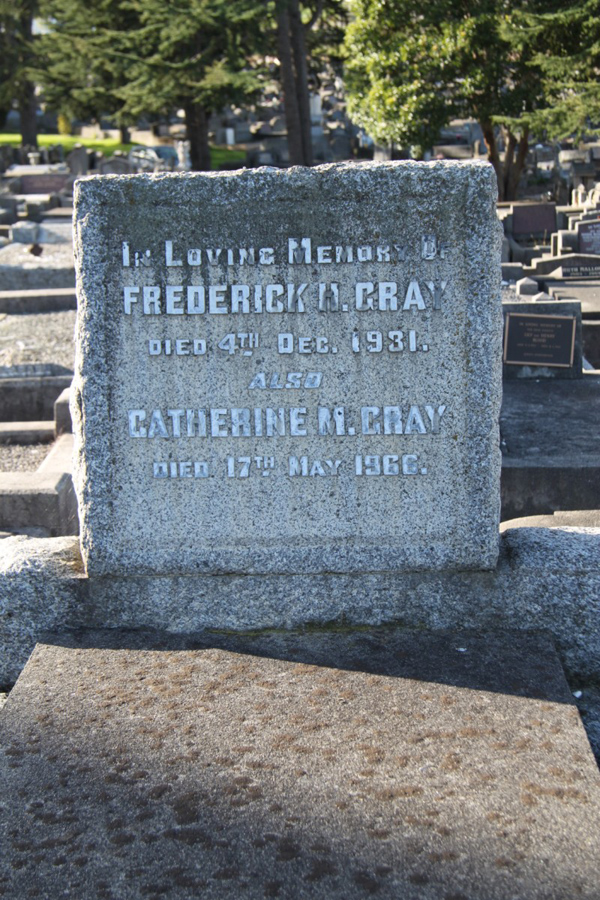 IN LOVING MEMORY OF
FREDERICK H. GRAY
DIED 4TH DEC. 1931.
ALSO
CATHERINE M. GRAY
DIED 17TH MAY 1966.